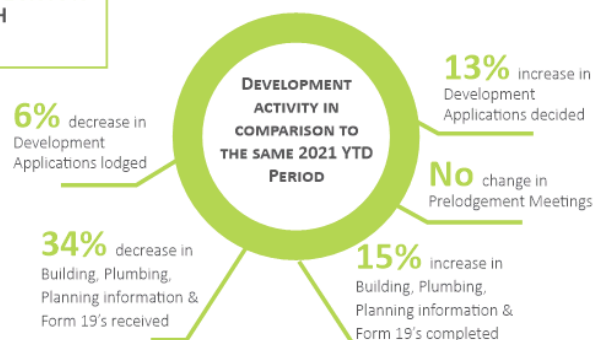 H
DEVELOPMENT
ACTIVITY IN
COMPARISON TO
THE SAME 2021 YTD
PERIOD
6% decrease in
Development
Applications lodged
13% increase in
Development
Applications decided
No change in
Prelodgement Meetings
34% decrease in
Building, Plumbing,
Planning information &
Form 19's received
15% increase in
Building, Plumbing,
Planning information &
Form 19's completed